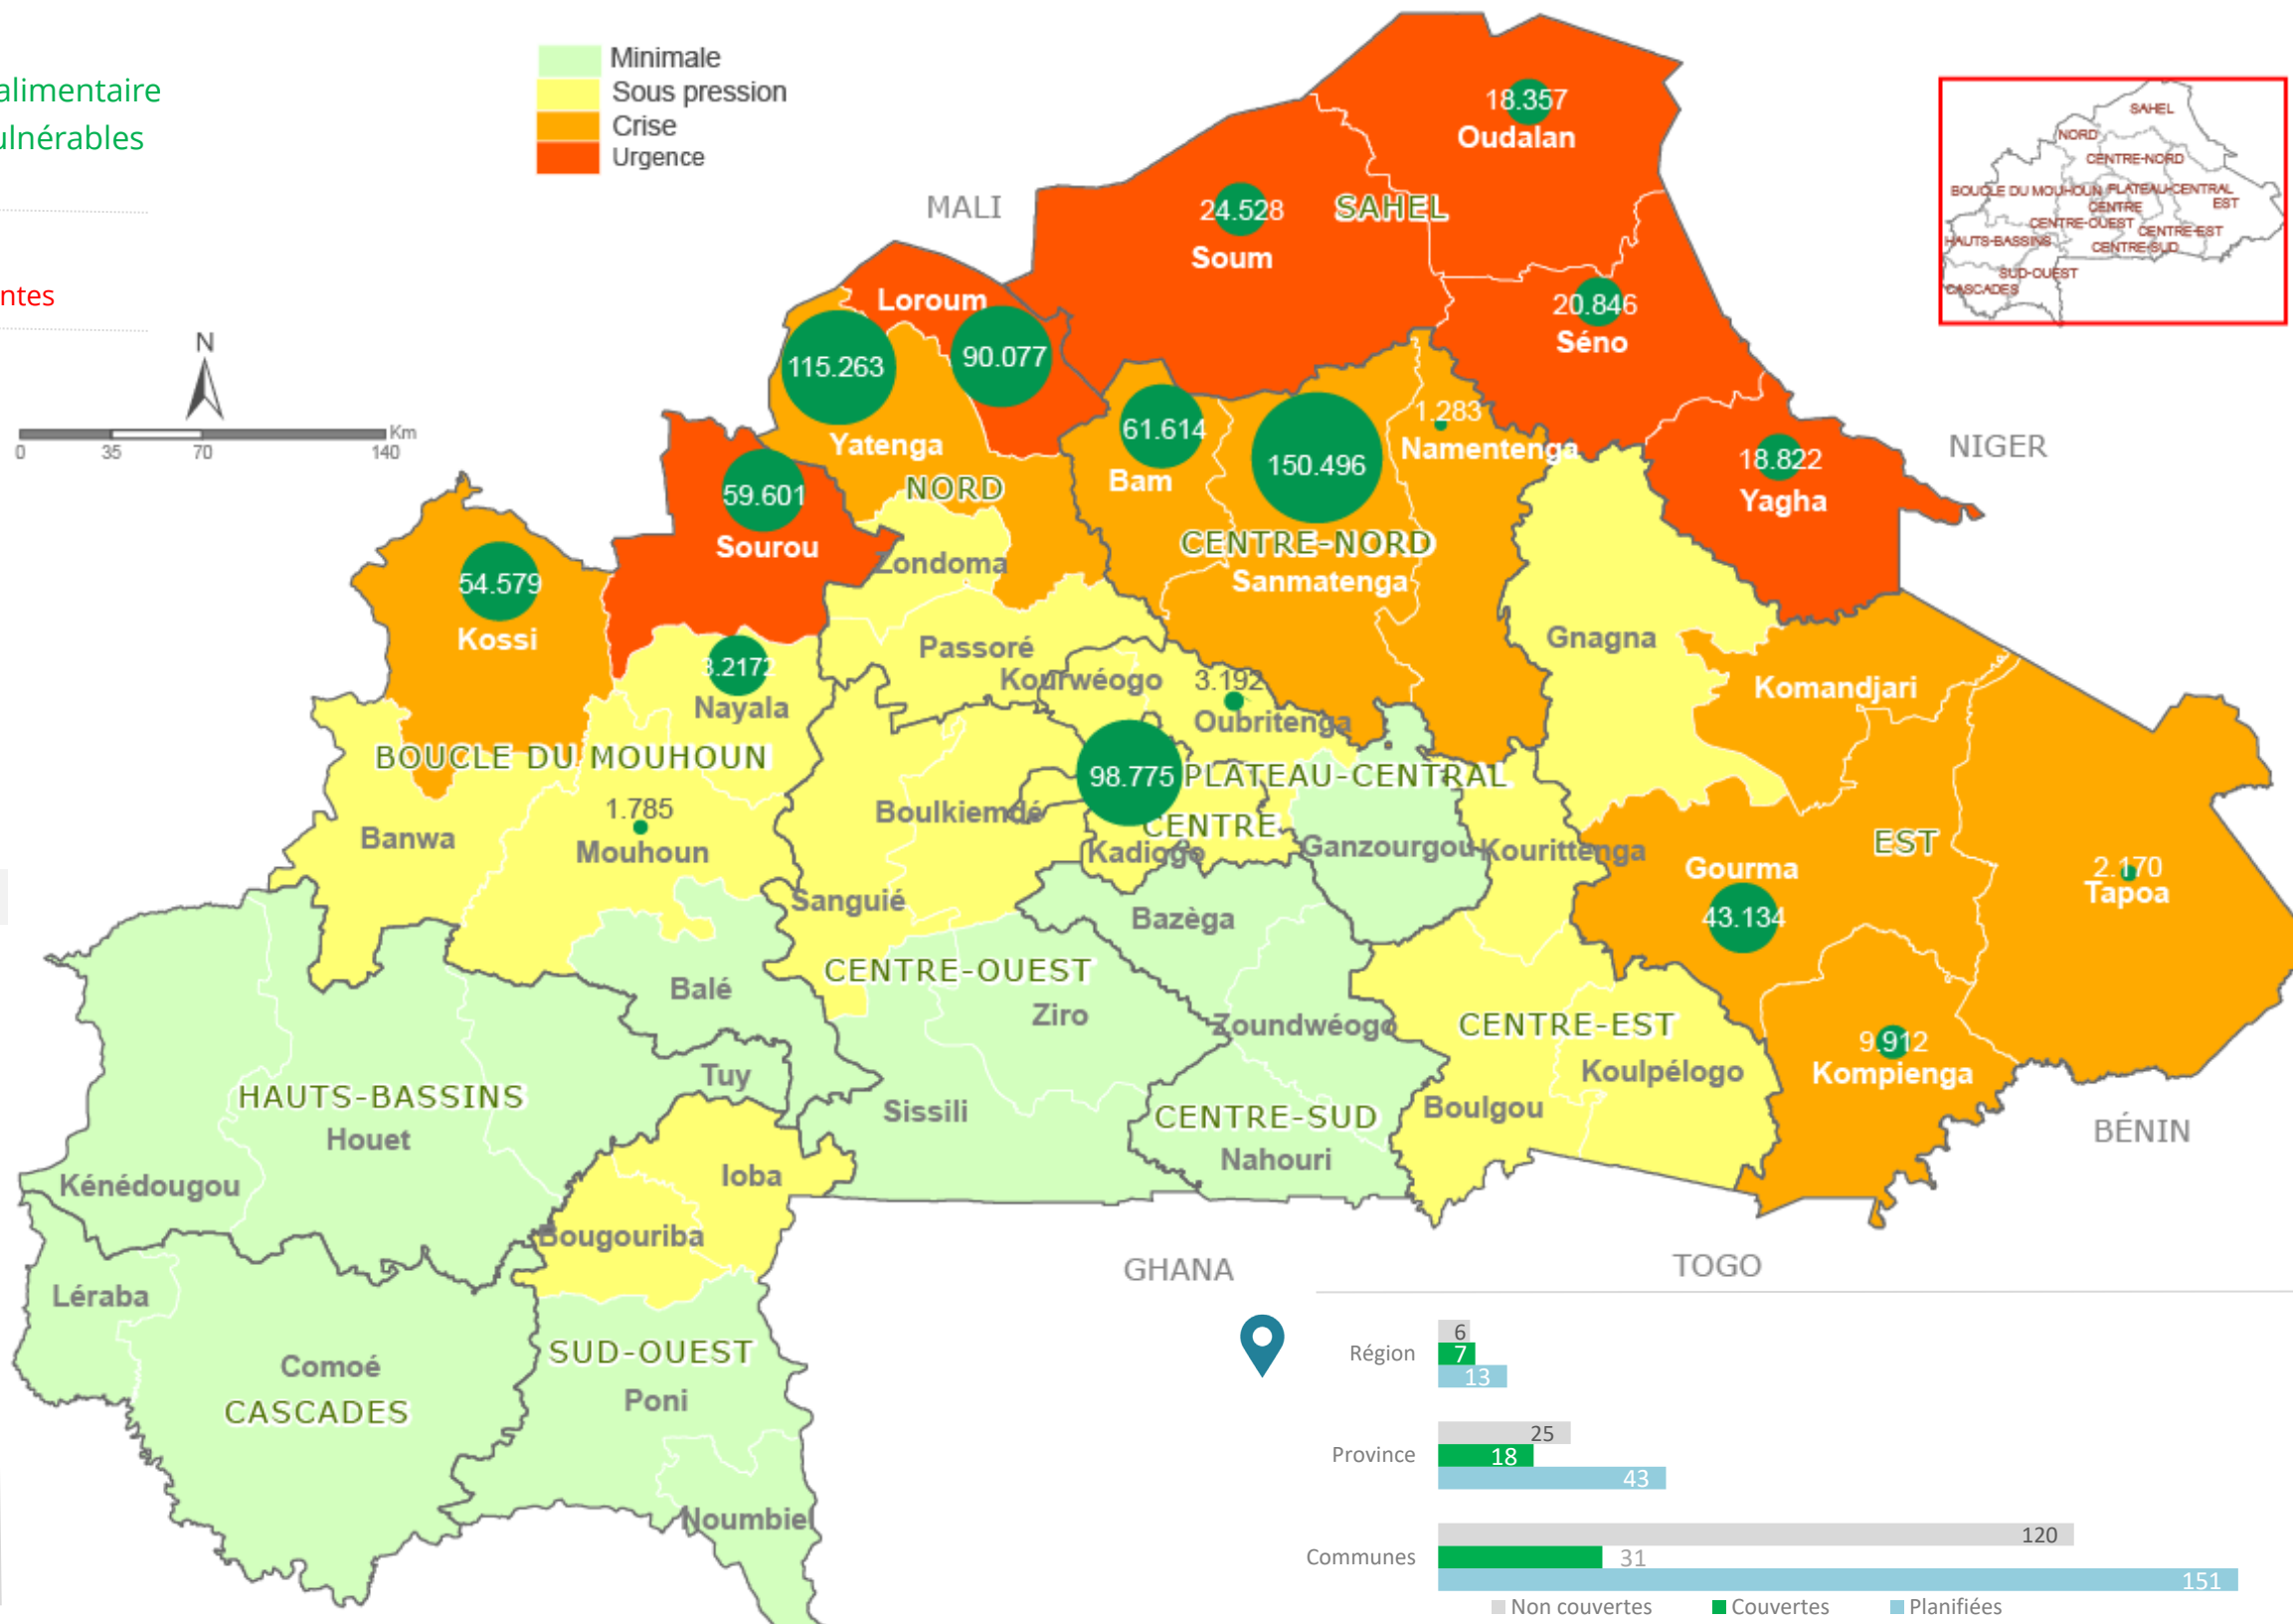 alimentaire
ulnérables
ntes
Minimale
Sous pression
Crise
Urgence
N
Km
0 35 70 140
MALI
NIGER
BÉNIN
TOGO
GHANA
SAHEL
NORD
CENTRE-NORD
BOUCLE DU MOUHOUN
PLATEAU-CENTRAL
CENTRE
EST
CENTRE-OUEST
CENTRE-EST
HAUTS-BASSINS
CENTRE-SUD
SUD-OUEST
CASCADES
18.357
Oudalan
24.528
SAHEL
Soum
20.846
Séno
18.822
Yagha
Loroum
90.077
115.263
Yatenga
NORD
Zondoma
Passoré
61.614
Bam
150.496
1.283
Namentenga
CENTRE-NORD
Sanmatenga
59.601
Sourou
54.579
Kossi
3.2172
Nayala
BOUCLE DU MOUHOUN
1.785
Mouhoun
Banwa
Balé
Kourwéogo
3.192
Oubritenga
98.775
PLATEAU-CENTRAL
CENTRE
Kadiogo
Ganzourgou
Boulkiemdé
Sanguié
CENTRE-OUEST
Ziro
Sissili
Bazèga
Zoundwéogo
CENTRE-SUD
Nahouri
Kourittenga
CENTRE-EST
Koulpélogo
Boulgou
Gnagna
Komandjari
EST
Gourma
43.134
2.170
Tapoa
9.912
Kompienga
Tuy
HAUTS-BASSINS
Houet
Kénédougou
Ioba
Bougouriba
SUD-OUEST
Poni
Noumbiel
Léraba
Comoé
CASCADES
Région
6
7
13
Province
25
18
43
Communes
120
31
151
Non couvertes Couvertes Planifiées